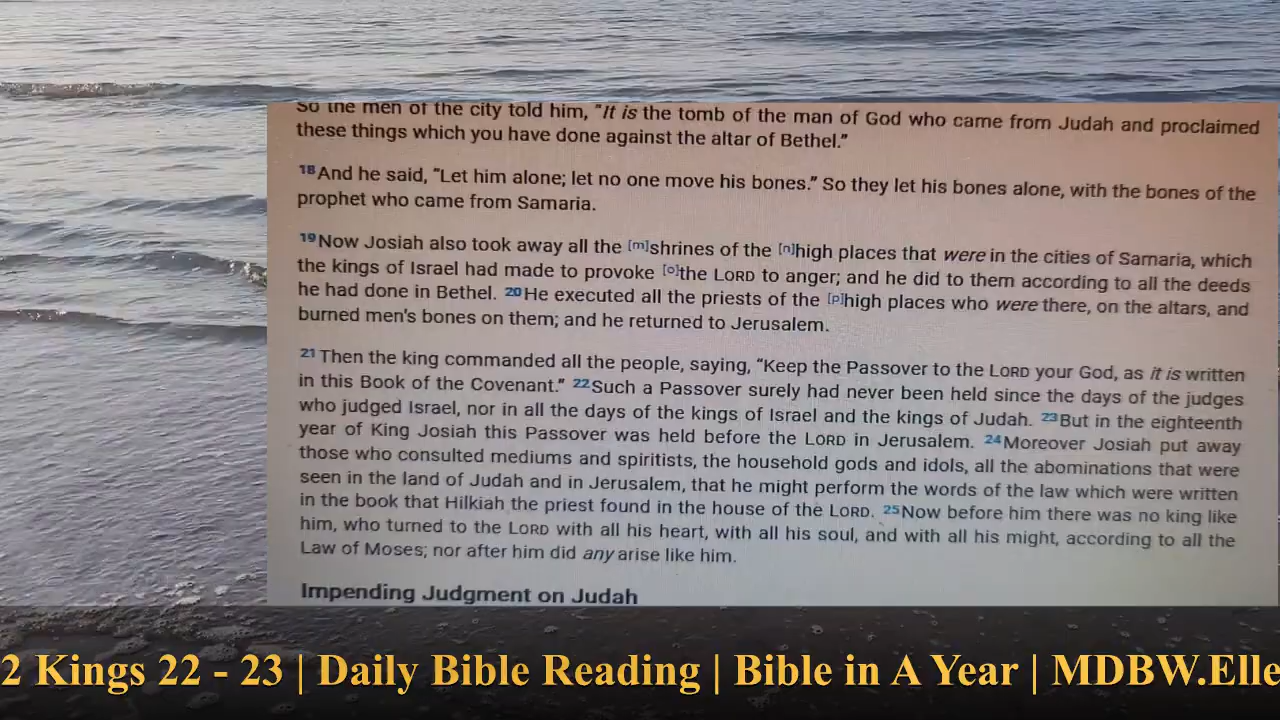 So the men of the city told him, "It is the tomb of the man of God who came from Judah and proclaimed
these things which you have done against the altar of Bethel."
18 And he said, "Let him alone; let no one move his bones." So they let his bones alone, with the bones of the
prophet who came from Samaria.
19 Now Josiah also took away all the [m]shrines of the [n]high places that were in the cities of Samaria, which
the kings of Israel had made to provoke [o]the LORD to anger; and he did to them according to all the deeds
he had done in Bethel. 20 He executed all the priests of the [p]high places who were there, on the altars, and
burned men's bones on them; and he returned to Jerusalem.
21 Then the king commanded all the people, saying, "Keep the Passover to the LORD your God, as it is written
in this Book of the Covenant." 22 Such a Passover surely had never been held since the days of the judges
who judged Israel, nor in all the days of the kings of Israel and the kings of Judah. 23 But in the eighteenth
year of King Josiah this Passover was held before the LORD in Jerusalem. 24 Moreover Josiah put away
those who consulted mediums and spiritists, the household gods and idols, all the abominations that were
seen in the land of Judah and in Jerusalem, that he might perform the words of the law which were written
in the book that Hilkiah the priest found in the house of the LORD. 25 Now before him there was no king like
him, who turned to the LORD with all his heart, with all his soul, and with all his might, according to all the
Law of Moses; nor after him did any arise like him.
Impending Judgment on Judah
2 Kings 22 - 23 | Daily Bible Reading | Bible in A Year | MDBW.Elle